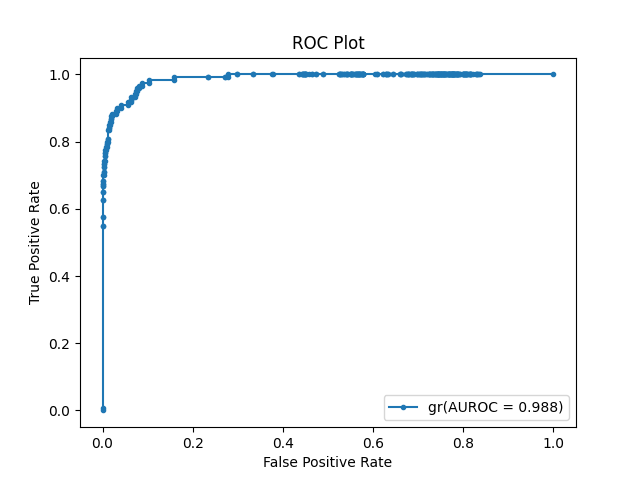 ROC Plot
True Positive Rate
1.0
0.8
0.6
0.4
0.2
0.0
gr(AUROC = 0.988)
0.0 0.2 0.4 0.6 0.8 1.0
False Positive Rate